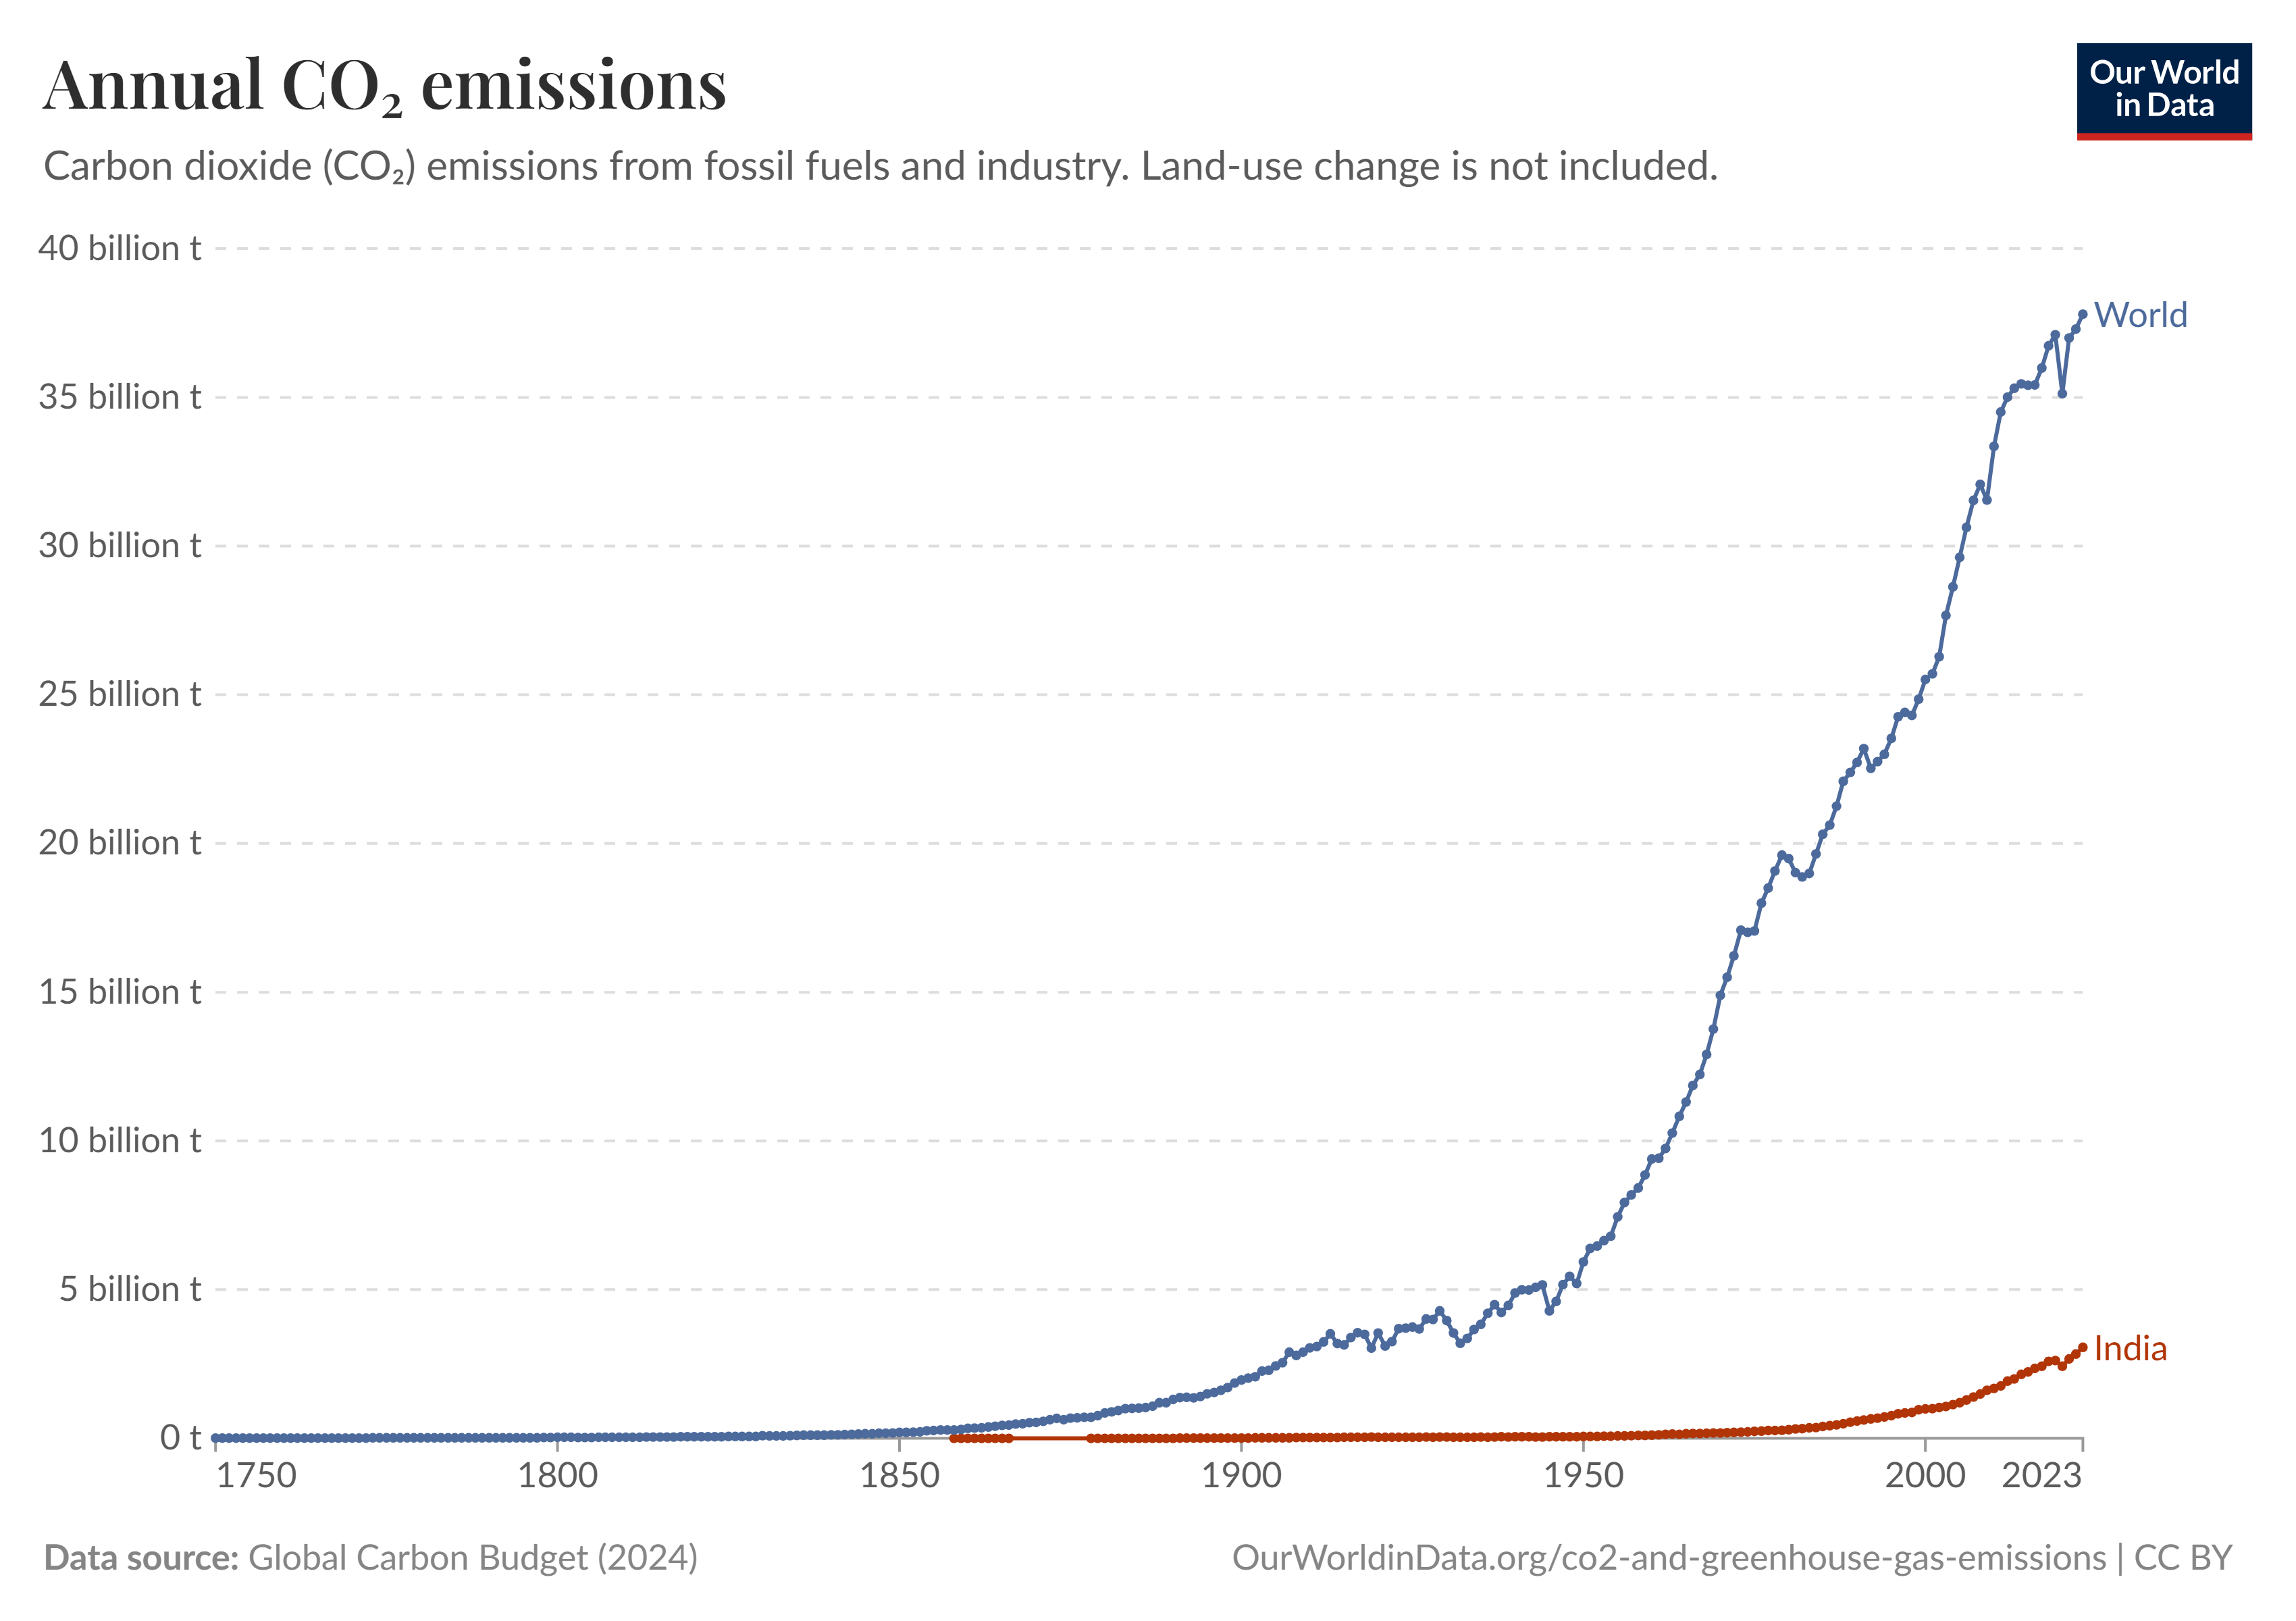 Annual CO₂ emissions
Our World
in Data
Carbon dioxide (CO₂) emissions from fossil fuels and industry. Land-use change is not included.
40 billion t
World
35 billion t
30 billion t
25 billion t
20 billion t
15 billion t
10 billion t
5 billion t
India
0 t
1750 1800 1850 1900 1950 2000 2023
Data source: Global Carbon Budget (2024)
OurWorldinData.org/co2-and-greenhouse-gas-emissions | CC BY